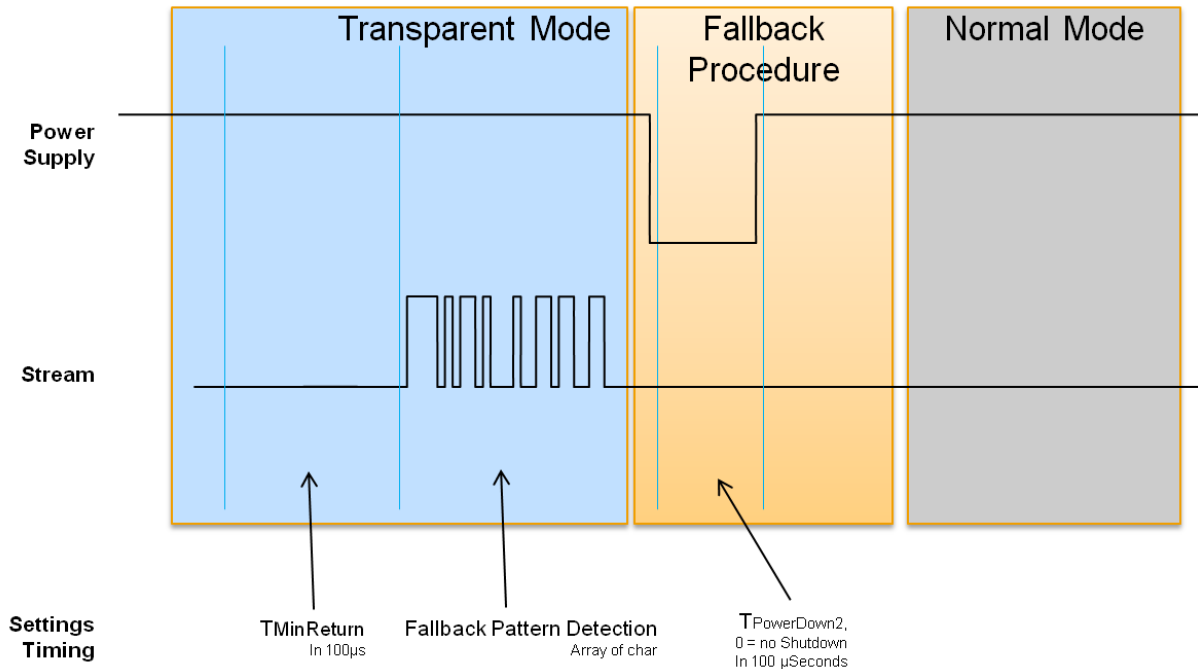 Transparent Mode
Fallback
Procedure
Normal Mode
Power
Supply
Stream
Settings
Timing
TMinReturn
In 100µs
Fallback Pattern Detection
Array of char
TPowerDown2,
0 = no Shutdown
In 100 µSeconds